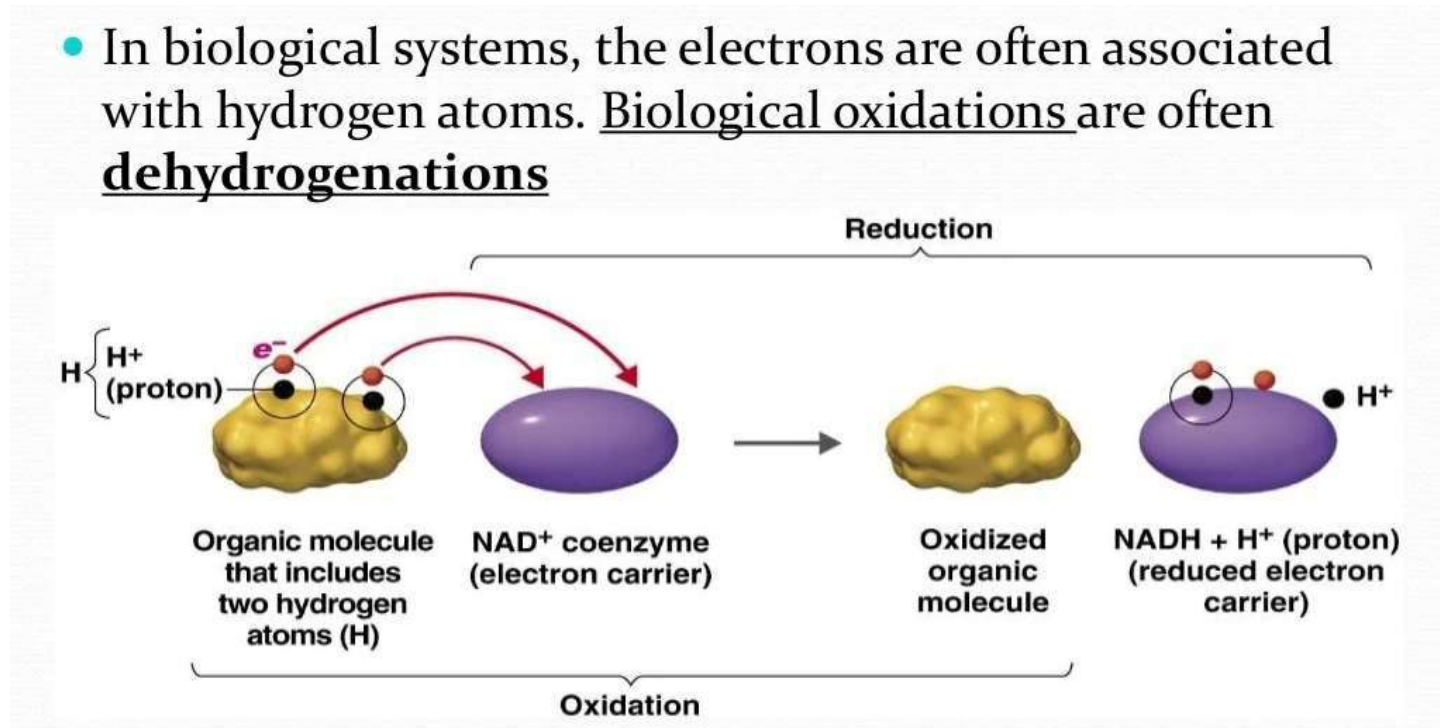 • In biological systems, the electrons are often associated
with hydrogen atoms. Biological oxidations are often
dehydrogenations
Reduction
e⁻
H
H+
(proton)
H+
Organic molecule
that includes
two hydrogen
atoms (H)
NAD⁺ coenzyme
(electron carrier)
Oxidized
organic
molecule
NADH + H⁺ (proton)
(reduced electron
carrier)
Oxidation